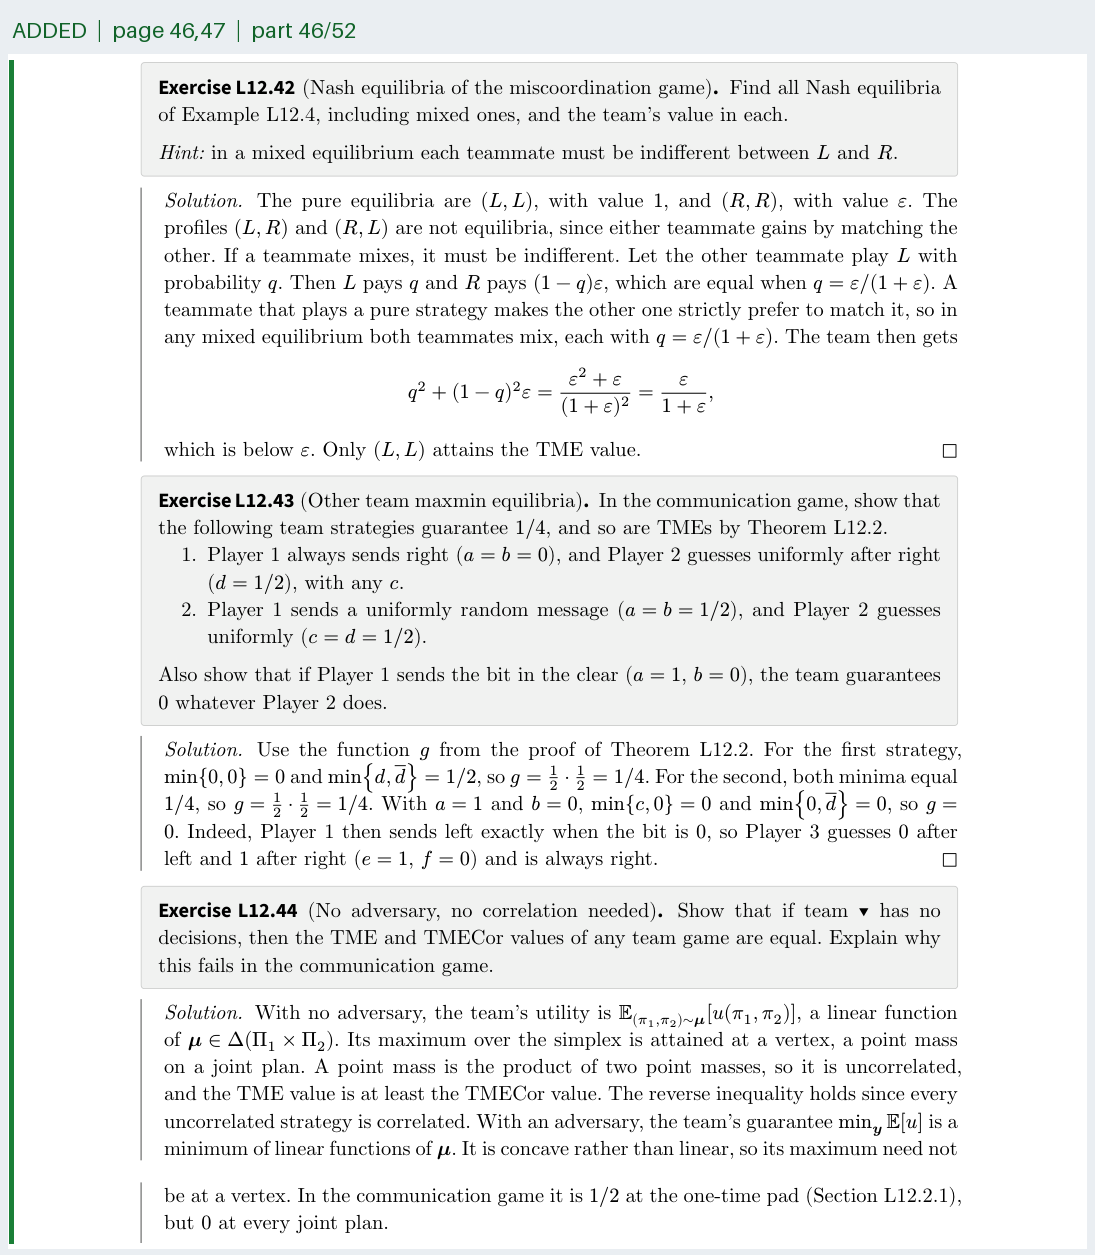 ADDED | page 46,47 | part 46/52
Exercise L12.42 (Nash equilibria of the miscoordination game). Find all Nash equilibria
of Example L12.4, including mixed ones, and the team's value in each.
Hint: in a mixed equilibrium each teammate must be indifferent between L and R.
Solution. The pure equilibria are (L, L), with value 1, and (R, R), with value ε. The
profiles (L, R) and (R, L) are not equilibria, since either teammate gains by matching the
other. If a teammate mixes, it must be indifferent. Let the other teammate play L with
probability q. Then L pays q and R pays (1 − q)ε, which are equal when q = ε/(1 + ε). A
teammate that plays a pure strategy makes the other one strictly prefer to match it, so in
any mixed equilibrium both teammates mix, each with q = ε/(1 + ε). The team then gets
q² + (1 − q)²ε = (ε² + ε)/(1 + ε)² = ε/(1 + ε),
which is below ε. Only (L, L) attains the TME value. □
Exercise L12.43 (Other team maxmin equilibria). In the communication game, show that
the following team strategies guarantee 1/4, and so are TMEs by Theorem L12.2.
1. Player 1 always sends right (a = b = 0), and Player 2 guesses uniformly after right
(d = 1/2), with any c.
2. Player 1 sends a uniformly random message (a = b = 1/2), and Player 2 guesses
uniformly (c = d = 1/2).
Also show that if Player 1 sends the bit in the clear (a = 1, b = 0), the team guarantees
0 whatever Player 2 does.
Solution. Use the function g from the proof of Theorem L12.2. For the first strategy,
min{0, 0} = 0 and min{d, d̅} = 1/2, so g = ½ · ½ = 1/4. For the second, both minima equal
1/4, so g = ½ · ½ = 1/4. With a = 1 and b = 0, min{c, 0} = 0 and min{0, d̅} = 0, so g =
0. Indeed, Player 1 then sends left exactly when the bit is 0, so Player 3 guesses 0 after
left and 1 after right (e = 1, f = 0) and is always right. □
Exercise L12.44 (No adversary, no correlation needed). Show that if team ▼ has no
decisions, then the TME and TMECor values of any team game are equal. Explain why
this fails in the communication game.
Solution. With no adversary, the team's utility is 𝔼_(π₁,π₂)∼μ[u(π₁, π₂)], a linear function
of μ ∈ Δ(Π₁ × Π₂). Its maximum over the simplex is attained at a vertex, a point mass
on a joint plan. A point mass is the product of two point masses, so it is uncorrelated,
and the TME value is at least the TMECor value. The reverse inequality holds since every
uncorrelated strategy is correlated. With an adversary, the team's guarantee min_y 𝔼[u] is a
minimum of linear functions of μ. It is concave rather than linear, so its maximum need not
be at a vertex. In the communication game it is 1/2 at the one-time pad (Section L12.2.1),
but 0 at every joint plan.